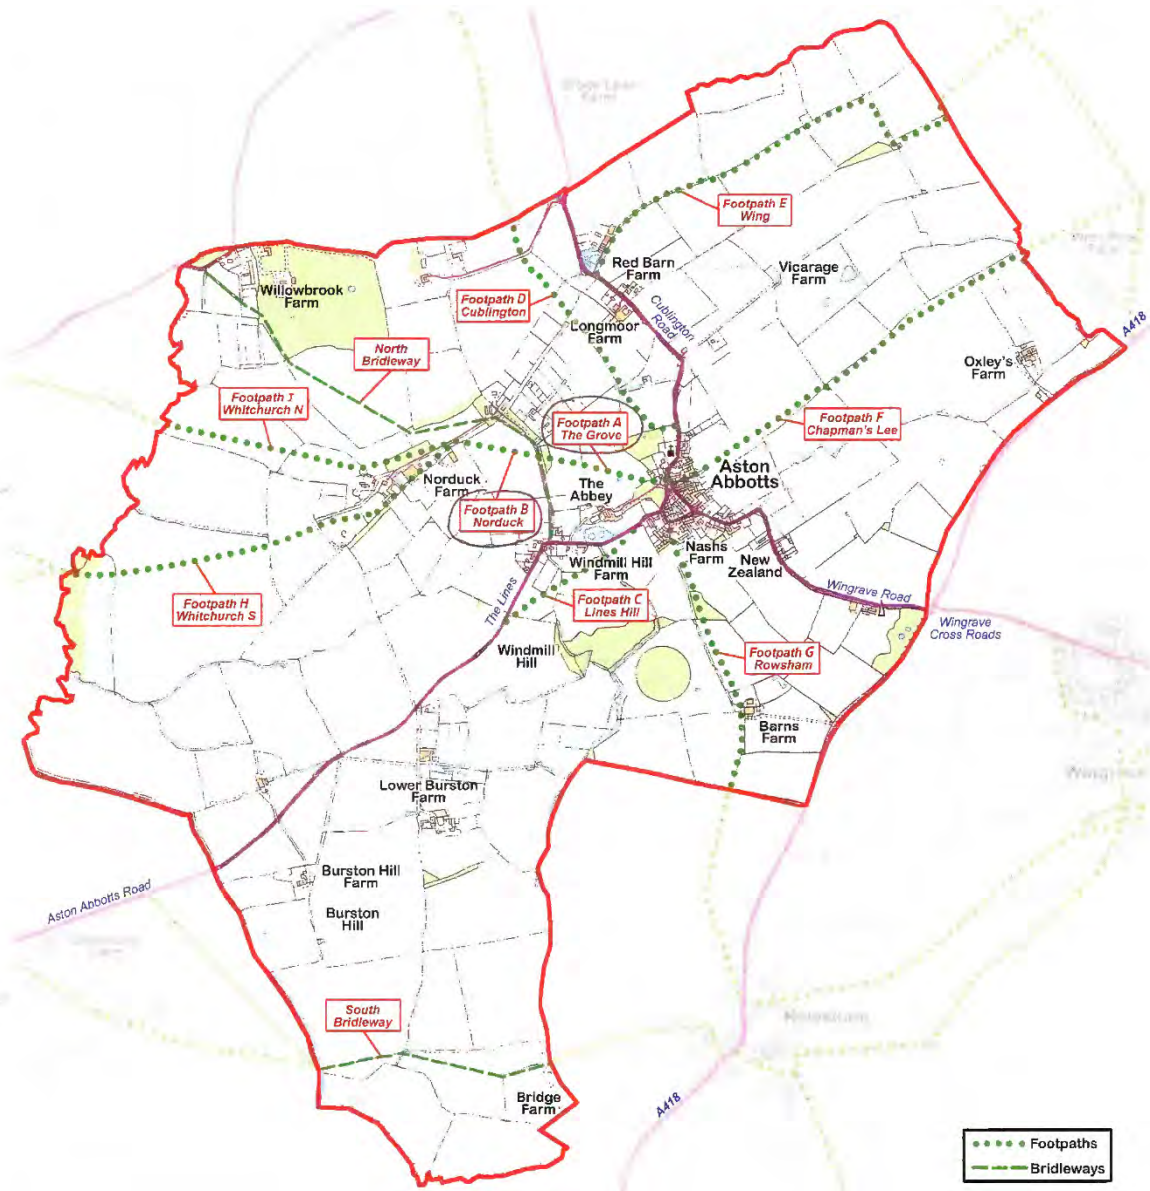 Footpath E
Wing
Red Barn
Farm
Vicarage
Farm
Willowbrook
Farm
Footpath D
Cublington
Cublington
Road
Longmoor
Farm
A418
North
Bridleway
Oxley's
Farm
Footpath I
Whitchurch N
Footpath A
The Grove
Footpath F
Chapman's Lee
Aston
Abbotts
Norduck
Farm
The
Abbey
Footpath B
Norduck
Nashs
Farm
New
Zealand
Windmill Hill
Farm
Footpath H
Whitchurch S
The Lines
Footpath C
Lines Hill
Wingrave Road
Wingrave
Cross Roads
Windmill
Hill
Footpath G
Rowsham
Barns
Farm
Wingrave
Lower Burston
Farm
Burston Hill
Farm
Aston Abbotts Road
Burston
Hill
South
Bridleway
Rowsham
Bridge
Farm
A418
Footpaths
Bridleways